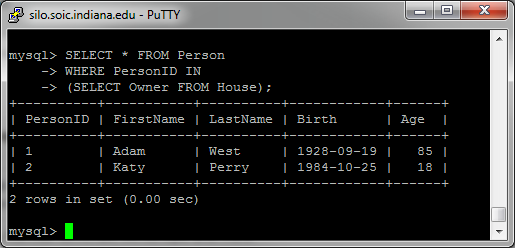 silo.soic.indiana.edu - PuTTY
mysql> SELECT * FROM Person
    -> WHERE PersonID IN
    -> (SELECT Owner FROM House);
+----------+-----------+----------+------------+------+
| PersonID | FirstName | LastName | Birth      | Age  |
+----------+-----------+----------+------------+------+
| 1        | Adam      | West     | 1928-09-19 |   85 |
| 2        | Katy      | Perry    | 1984-10-25 |   18 |
+----------+-----------+----------+------------+------+
2 rows in set (0.00 sec)
mysql>